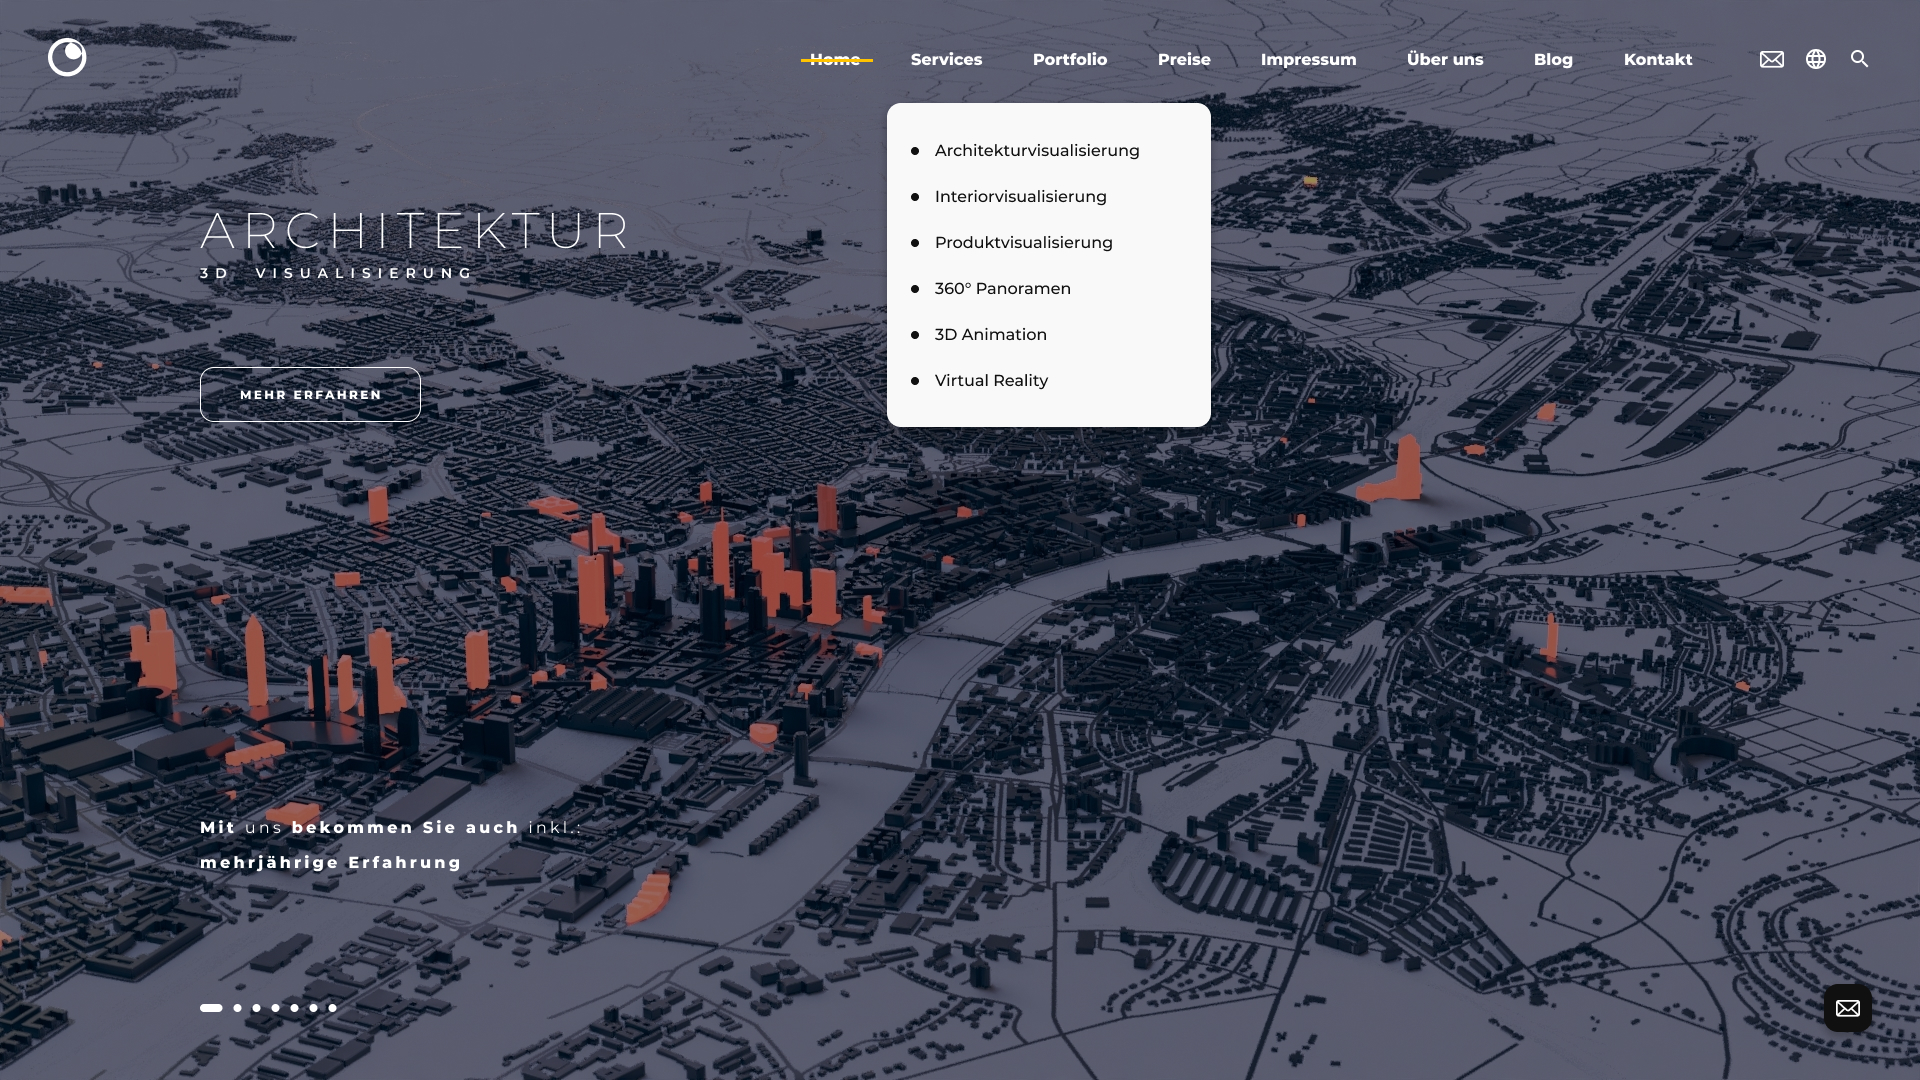 Home Services Portfolio Preise Impressum Über uns Blog Kontakt
Architekturvisualisierung
Interiorvisualisierung
Produktvisualisierung
360° Panoramen
3D Animation
Virtual Reality
ARCHITEKTUR
3D VISUALISIERUNG
MEHR ERFAHREN
Mit uns bekommen Sie auch inkl.:
mehrjährige Erfahrung